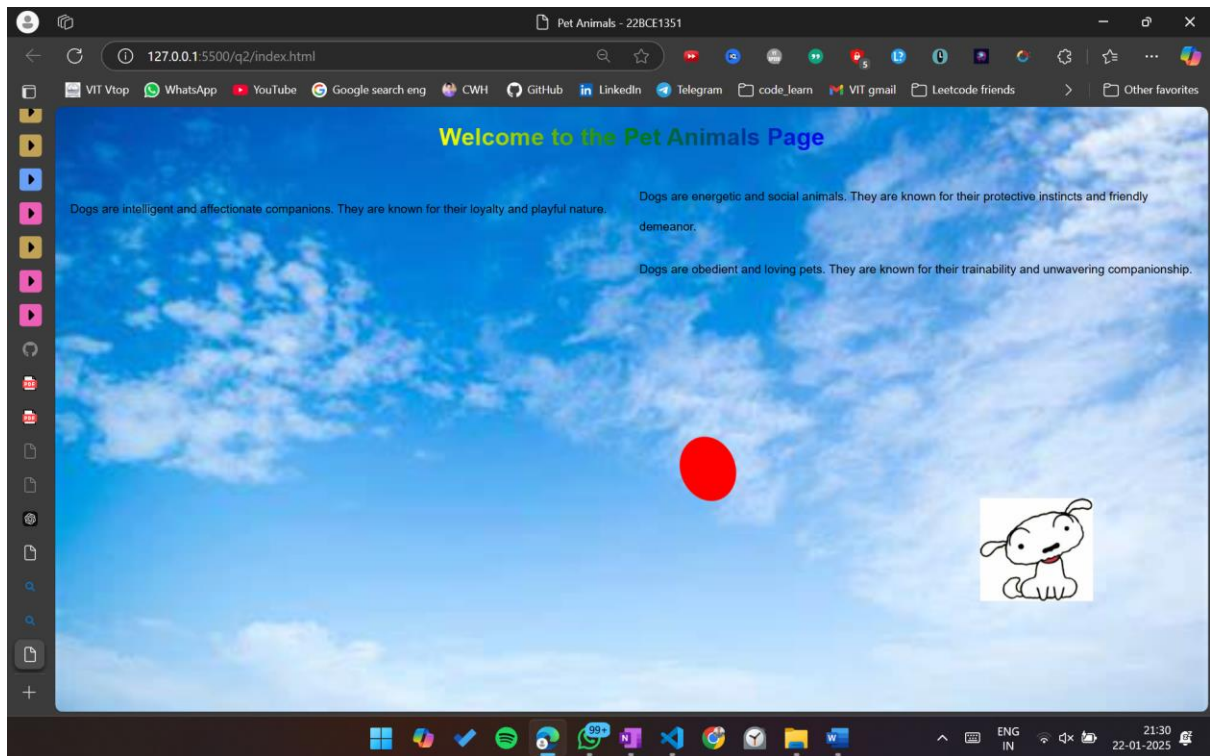 Pet Animals - 22BCE1351
127.0.0.1:5500/q2/index.html
5
VIT Vtop WhatsApp YouTube Google search eng CWH GitHub LinkedIn Telegram code_learn VIT gmail Leetcode friends Other favorites
Welcome to the Pet Animals Page
Dogs are intelligent and affectionate companions. They are known for their loyalty and playful nature.
Dogs are energetic and social animals. They are known for their protective instincts and friendly
demeanor.
Dogs are obedient and loving pets. They are known for their trainability and unwavering companionship.
99+
ENG
IN
21:30
22-01-2025